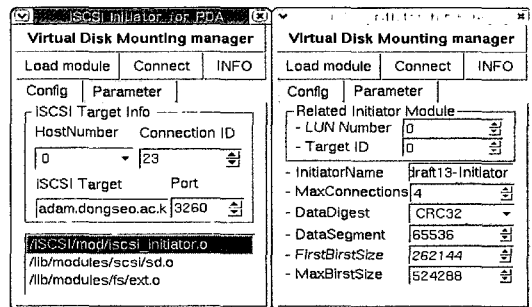 iSCSI Initiator for PDA
Virtual Disk Mounting manager
Load module Connect INFO
Config Parameter
iSCSI Target Info
HostNumber Connection ID
0 23
iSCSI Target Port
adam.dongseo.ac.k 3260
/iSCSI/mod/iscsi_initiator.o
/lib/modules/scsi/sd.o
/lib/modules/fs/ext.o
Virtual Disk Mounting manager
Load module Connect INFO
Config Parameter
Related Initiator Module
- LUN Number 0
- Target ID 0
- InitiatorName draft13-Initiator
- MaxConnections 4
- DataDigest CRC32
- DataSegment 65536
- FirstBirstSize 262144
- MaxBirstSize 524288